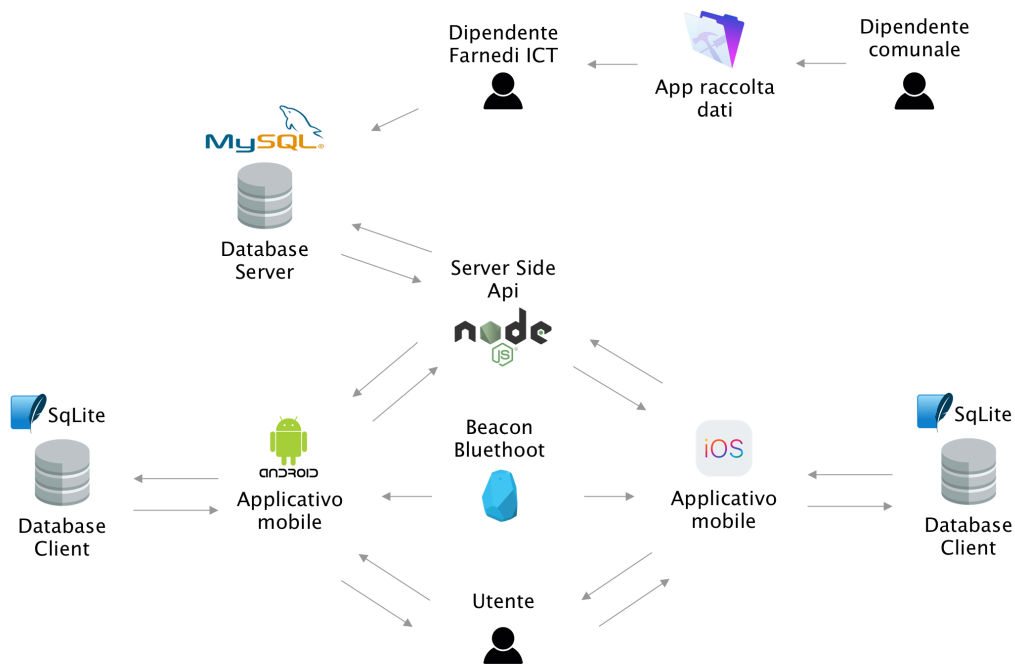 Dipendente
Farnedi ICT
App raccolta
dati
Dipendente
comunale
MySQL®
Database
Server
Server Side
Api
node
JS®
SqLite
Database
Client
ANDROID
Applicativo
mobile
Beacon
Bluethoot
iOS
Applicativo
mobile
SqLite
Database
Client
Utente